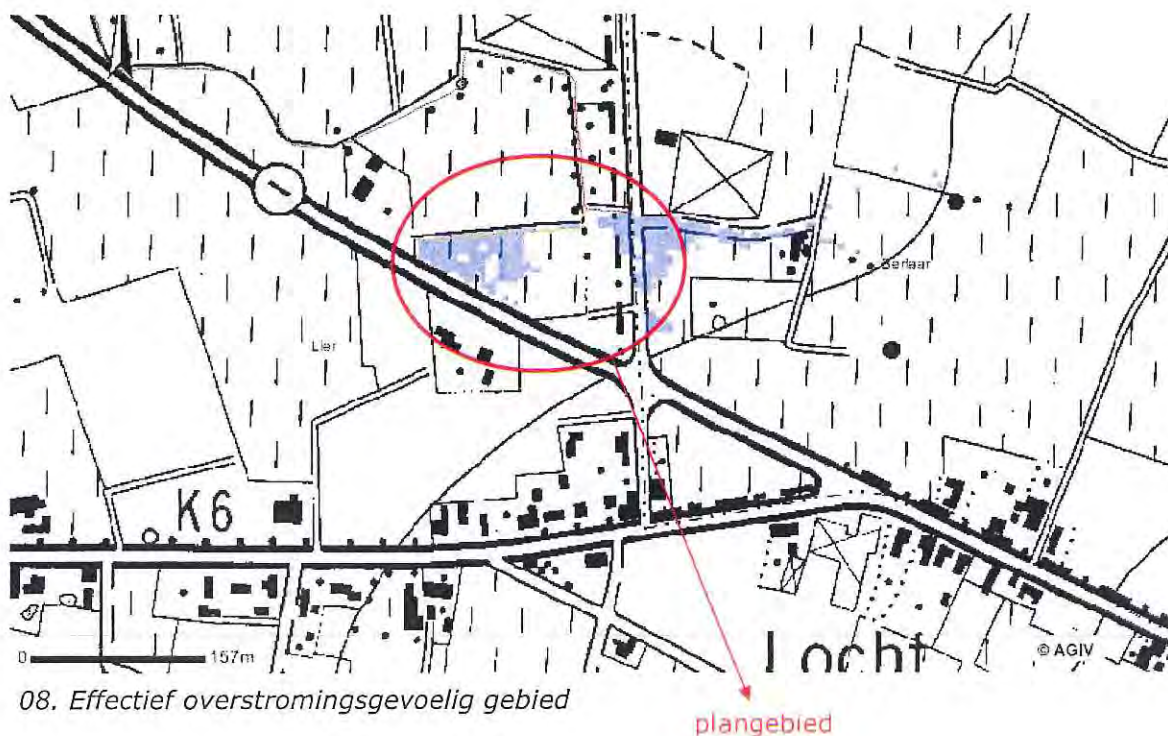 Berlaar
Lier
K6
0 157m
Locht
© AGIV
08. Effectief overstromingsgevoelig gebied
plangebied